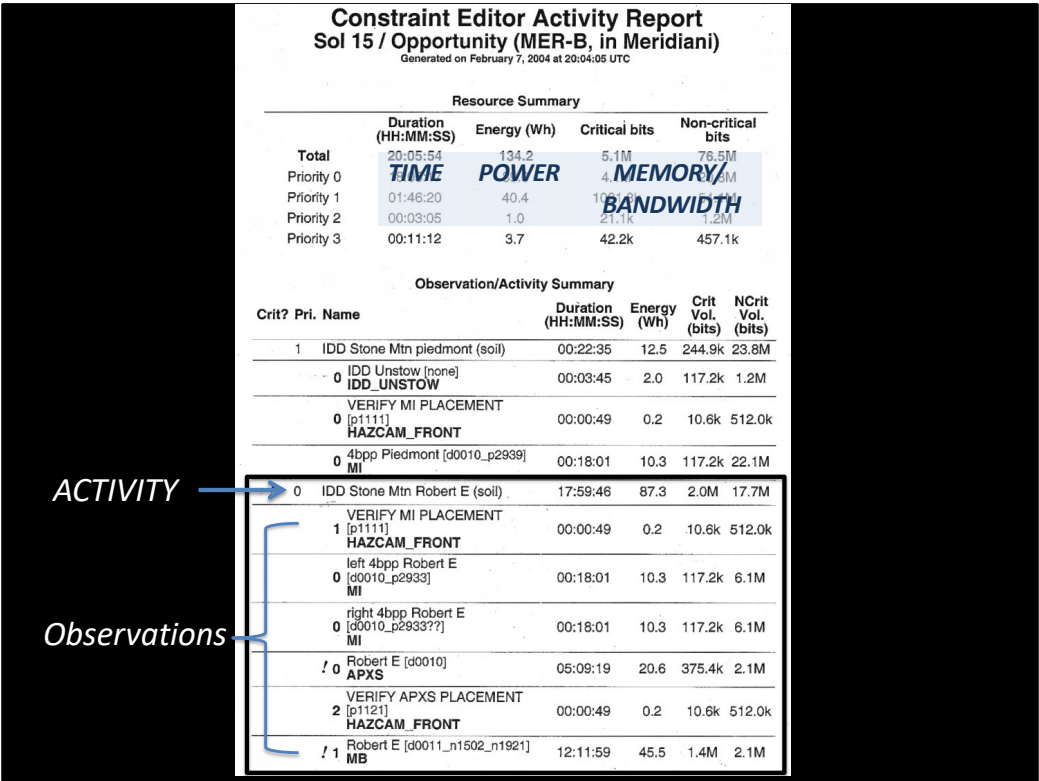 Constraint Editor Activity Report
Sol 15 / Opportunity (MER-B, in Meridiani)
Generated on February 7, 2004 at 20:04:05 UTC
Resource Summary
Duration (HH:MM:SS) Energy (Wh) Critical bits Non-critical bits
Total 20:05:54 134.2 5.1M 76.5M
TIME POWER MEMORY/
BANDWIDTH
Priority 0
Priority 1 01:46:20 40.4
Priority 2 00:03:05 1.0 21.1k 1.2M
Priority 3 00:11:12 3.7 42.2k 457.1k
Observation/Activity Summary
Crit? Pri. Name Duration (HH:MM:SS) Energy (Wh) Crit Vol. (bits) NCrit Vol. (bits)
1 IDD Stone Mtn piedmont (soil) 00:22:35 12.5 244.9k 23.8M
0 IDD Unstow [none] 00:03:45 2.0 117.2k 1.2M
IDD_UNSTOW
VERIFY MI PLACEMENT
0 [p1111] 00:00:49 0.2 10.6k 512.0k
HAZCAM_FRONT
0 4bpp Piedmont [d0010_p2939] 00:18:01 10.3 117.2k 22.1M
MI
ACTIVITY
0 IDD Stone Mtn Robert E (soil) 17:59:46 87.3 2.0M 17.7M
VERIFY MI PLACEMENT
1 [p1111] 00:00:49 0.2 10.6k 512.0k
HAZCAM_FRONT
left 4bpp Robert E
0 [d0010_p2933] 00:18:01 10.3 117.2k 6.1M
MI
Observations
right 4bpp Robert E
0 [d0010_p2933??] 00:18:01 10.3 117.2k 6.1M
MI
! 0 Robert E [d0010] 05:09:19 20.6 375.4k 2.1M
APXS
VERIFY APXS PLACEMENT
2 [p1121] 00:00:49 0.2 10.6k 512.0k
HAZCAM_FRONT
! 1 Robert E [d0011_n1502_n1921] 12:11:59 45.5 1.4M 2.1M
MB